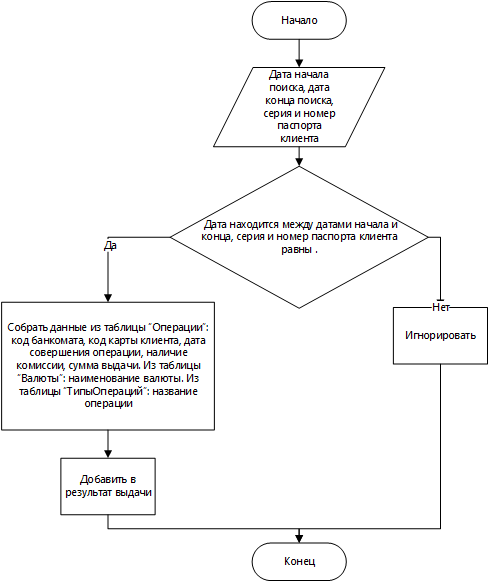 Начало
Дата начала
поиска, дата
конца поиска,
серия и номер
паспорта
клиента
Дата находится между датами начала и
конца, серия и номер паспорта клиента
равны .
Да
Нет
Собрать данные из таблицы “Операции”:
код банкомата, код карты клиента, дата
совершения операции, наличие
комиссии, сумма выдачи. Из таблицы
“Валюты”: наименование валюты. Из
таблицы “ТипыОпераций”: название
операции
Игнорировать
Добавить в
результат выдачи
Конец